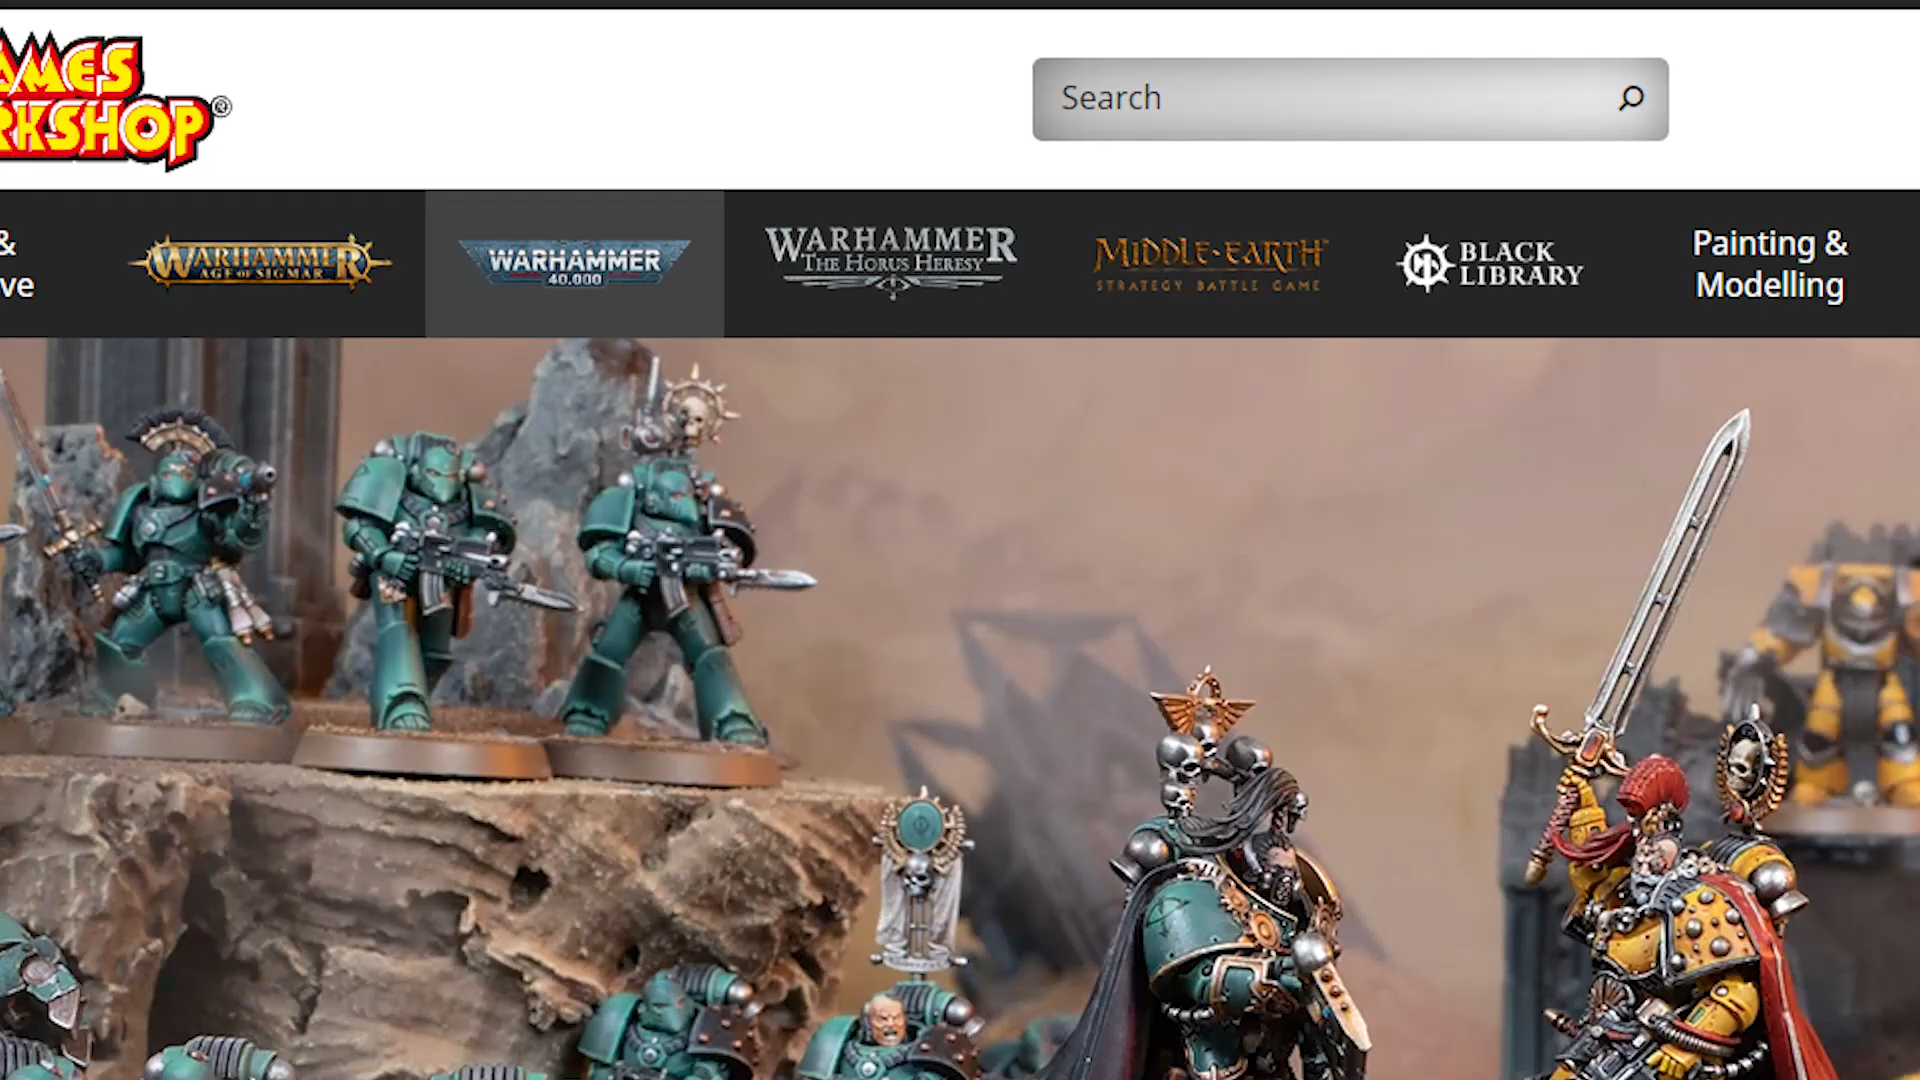 AMES
RKSHOP®
Search
&
ve
WARHAMMER
AGE OF SIGMAR
WARHAMMER
40,000
WARHAMMER
THE HORUS HERESY
MIDDLE-EARTH™
STRATEGY BATTLE GAME
BLACK
LIBRARY
Painting &
Modelling